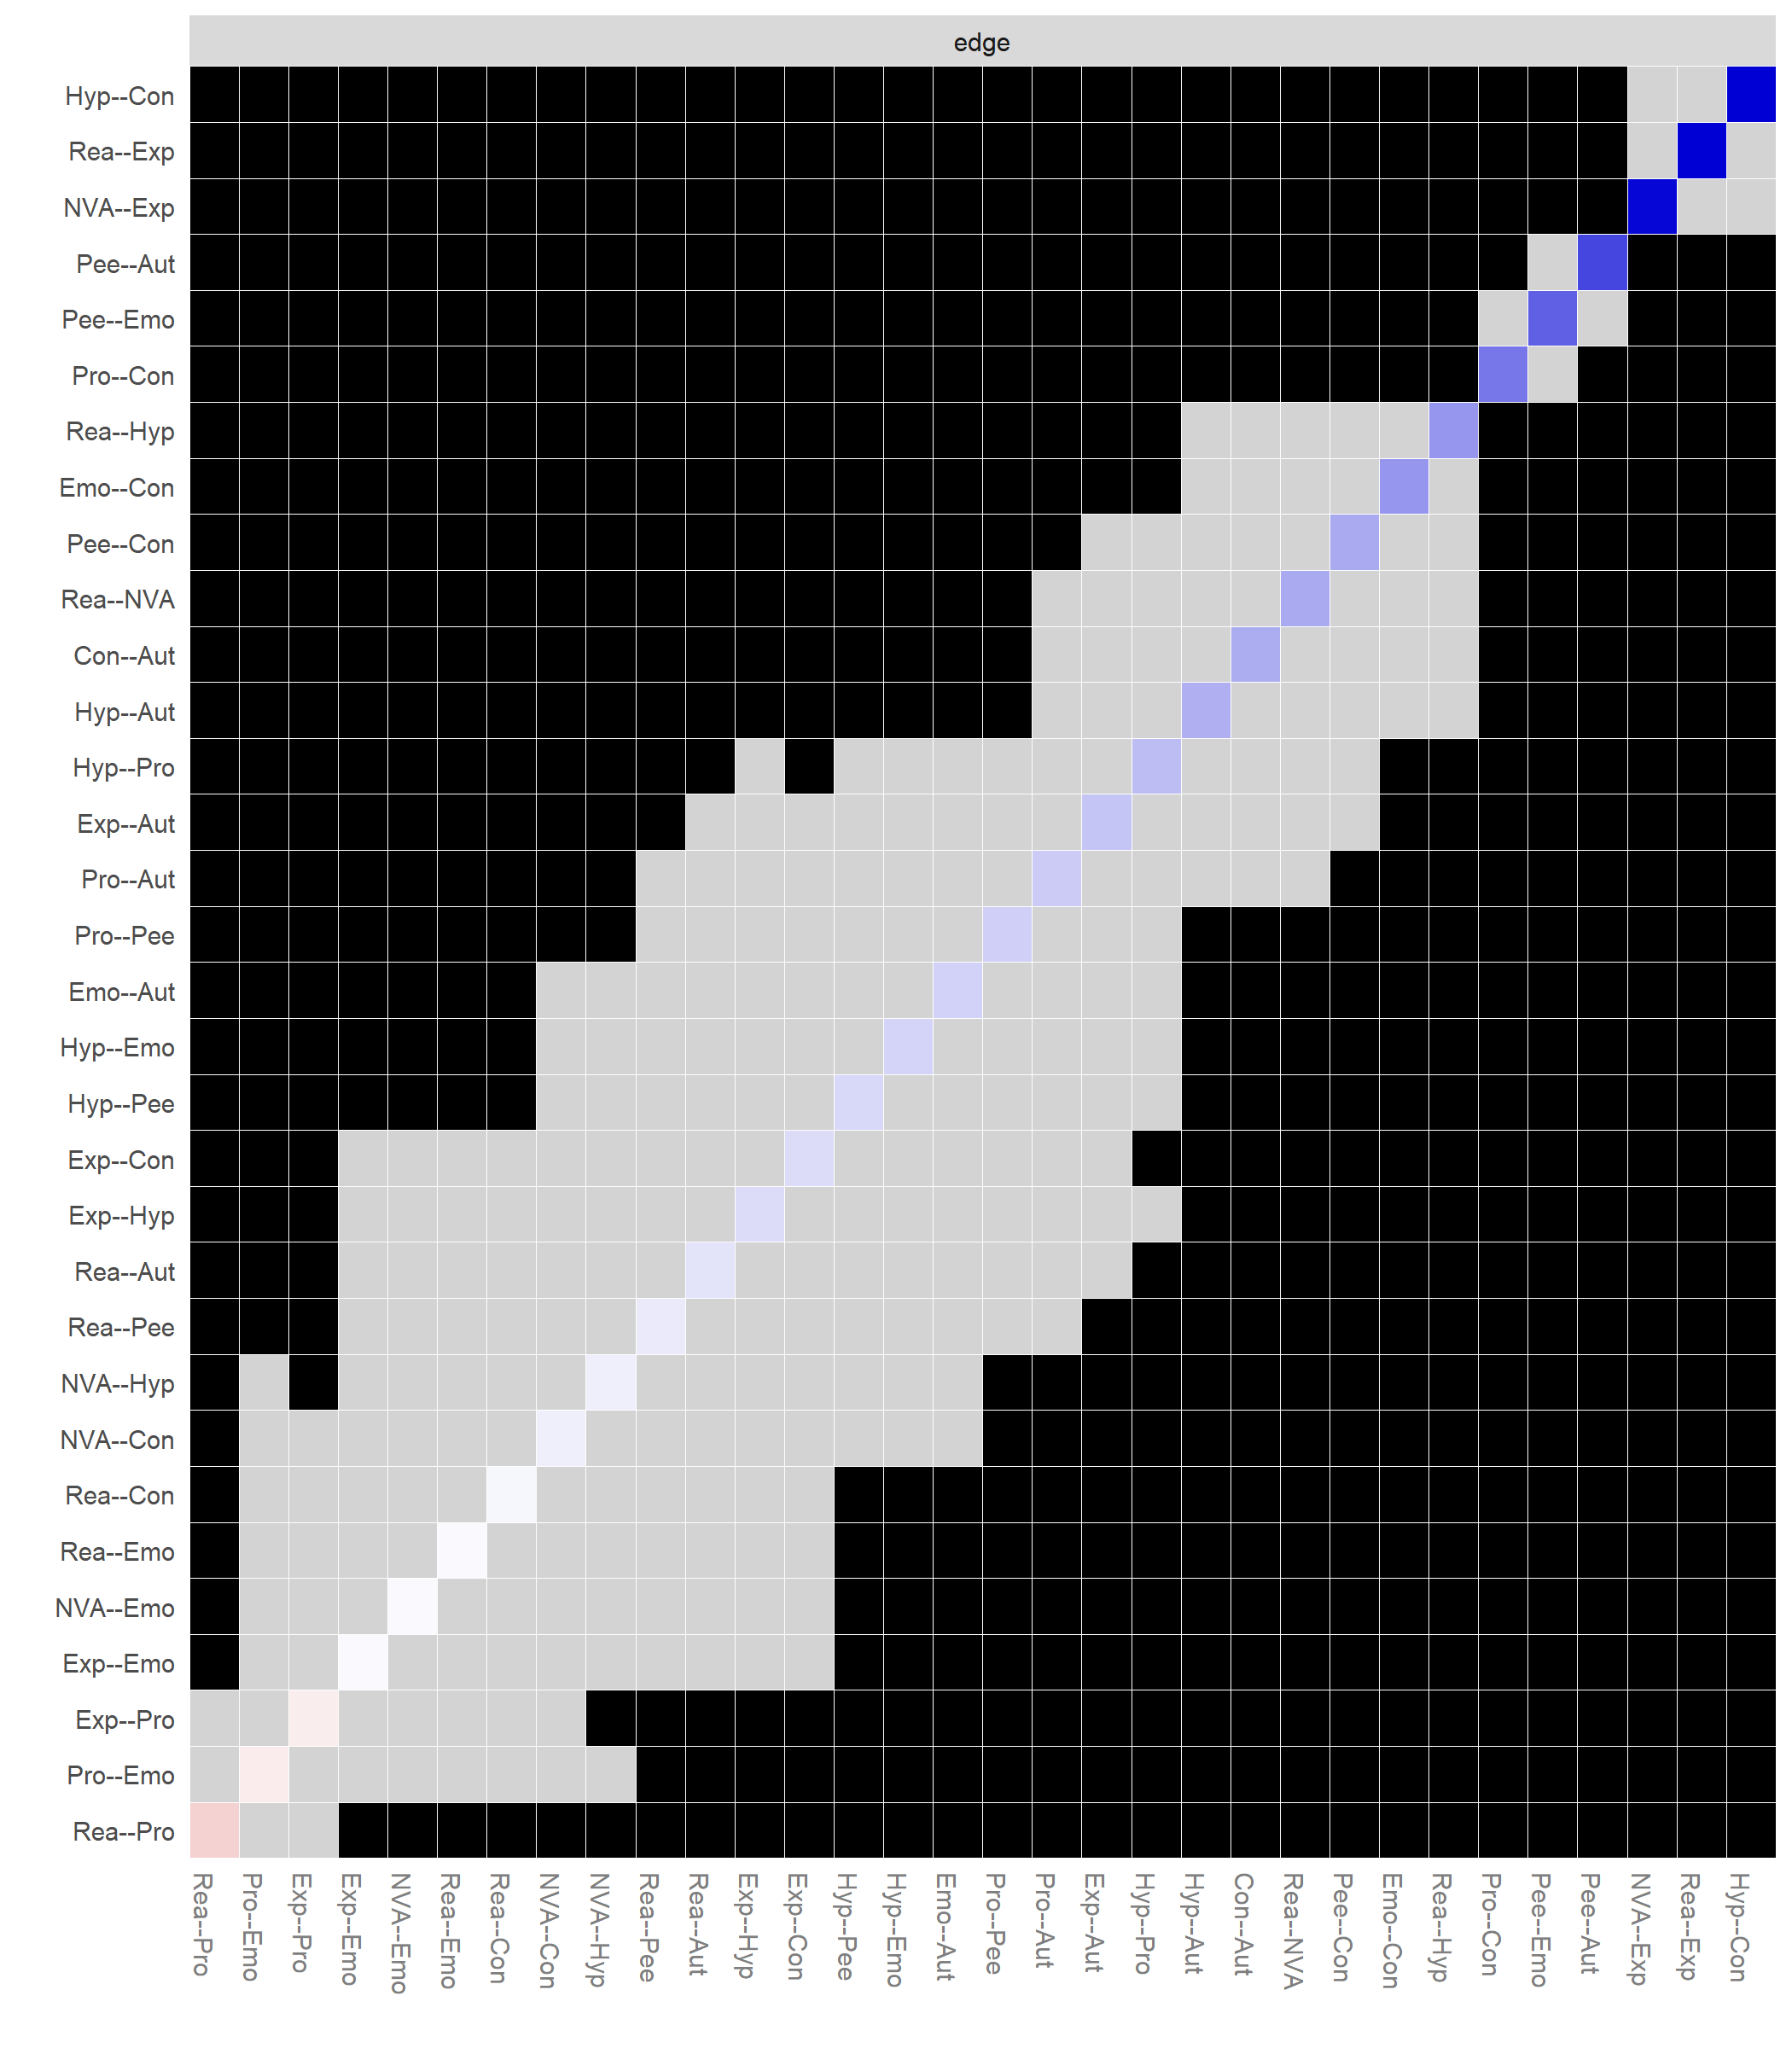 edge
Hyp--Con
Rea--Exp
NVA--Exp
Pee--Aut
Pee--Emo
Pro--Con
Rea--Hyp
Emo--Con
Pee--Con
Rea--NVA
Con--Aut
Hyp--Aut
Hyp--Pro
Exp--Aut
Pro--Aut
Pro--Pee
Emo--Aut
Hyp--Emo
Hyp--Pee
Exp--Con
Exp--Hyp
Rea--Aut
Rea--Pee
NVA--Hyp
NVA--Con
Rea--Con
Rea--Emo
NVA--Emo
Exp--Emo
Exp--Pro
Pro--Emo
Rea--Pro
Rea--Pro
Pro--Emo
Exp--Pro
Exp--Emo
NVA--Emo
Rea--Emo
Rea--Con
NVA--Con
NVA--Hyp
Rea--Pee
Rea--Aut
Exp--Hyp
Exp--Con
Hyp--Pee
Hyp--Emo
Emo--Aut
Pro--Pee
Pro--Aut
Exp--Aut
Hyp--Pro
Hyp--Aut
Con--Aut
Rea--NVA
Pee--Con
Emo--Con
Rea--Hyp
Pro--Con
Pee--Emo
Pee--Aut
NVA--Exp
Rea--Exp
Hyp--Con